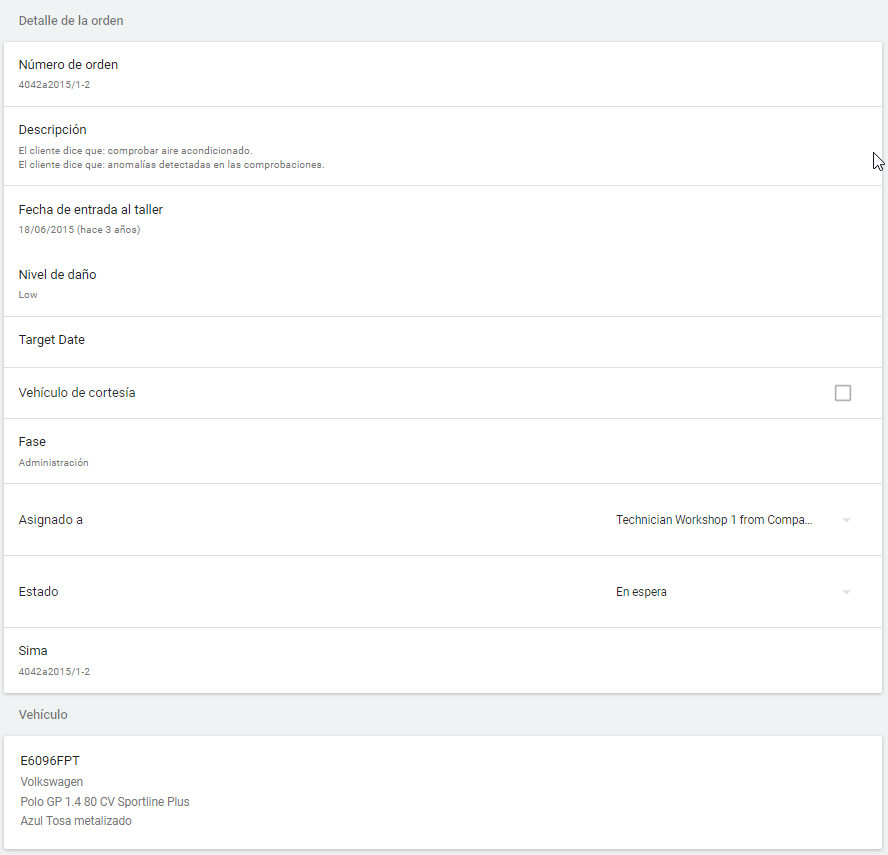 Detalle de la orden
Número de orden
4042a2015/1-2
Descripción
El cliente dice que: comprobar aire acondicionado.
El cliente dice que: anomalías detectadas en las comprobaciones.
Fecha de entrada al taller
18/06/2015 (hace 3 años)
Nivel de daño
Low
Target Date
Vehículo de cortesía
Fase
Administración
Asignado a
Technician Workshop 1 from Compa...
Estado
En espera
Sima
4042a2015/1-2
Vehículo
E6096FPT
Volkswagen
Polo GP 1.4 80 CV Sportline Plus
Azul Tosa metalizado